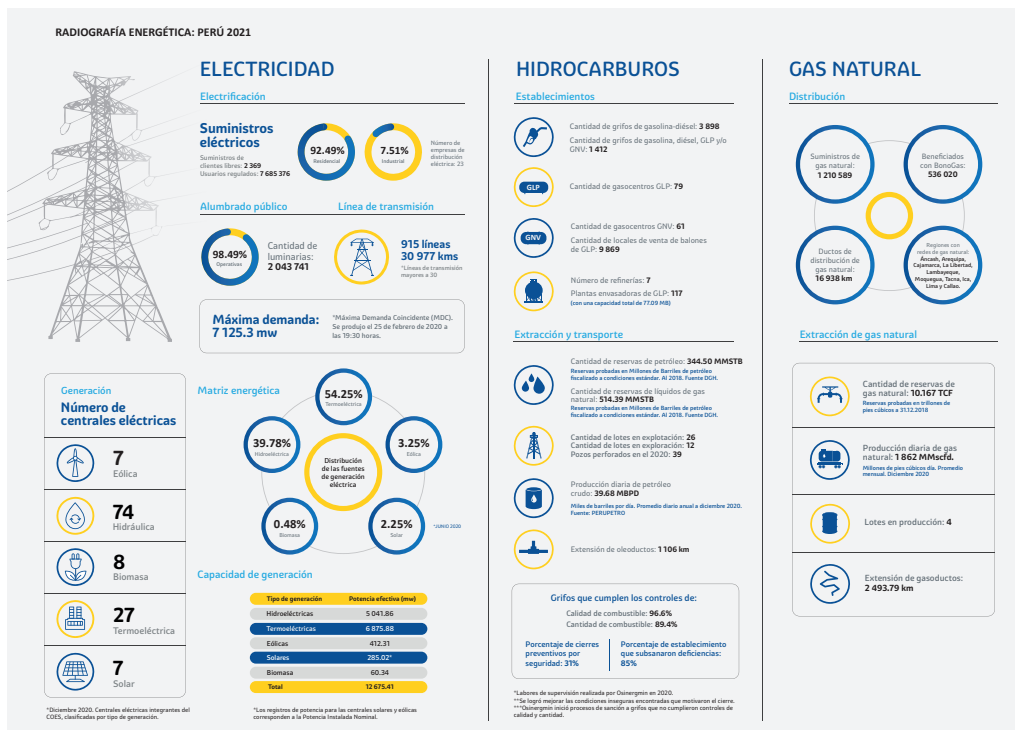 RADIOGRAFÍA ENERGÉTICA: PERÚ 2021
ELECTRICIDAD
Electrificación
Suministros
eléctricos
Suministros de
clientes libres: 2 369
Usuarios regulados: 7 685 376
92.49%
Residencial
7.51%
Industrial
Número de
empresas de
distribución
eléctrica: 23
Alumbrado público
98.49%
Operativas
Cantidad de
luminarias:
2 043 741
Línea de transmisión
915 líneas
30 977 kms
*Líneas de transmisión
mayores a 30
Máxima demanda:
7 125.3 mw
*Máxima Demanda Coincidente (MDC).
Se produjo el 25 de febrero de 2020 a
las 19:30 horas.
Generación
Número de
centrales eléctricas
7
Eólica
74
Hidráulica
8
Biomasa
27
Termoeléctrica
7
Solar
*Diciembre 2020. Centrales eléctricas integrantes del
COES, clasificadas por tipo de generación.
Matriz energética
54.25%
Termoeléctrica
39.78%
Hidroeléctrica
3.25%
Eólica
Distribución
de las fuentes
de generación
eléctrica
0.48%
Biomasa
2.25%
Solar
*JUNIO 2020
Capacidad de generación
Tipo de generación Potencia efectiva (mw)
Hidroeléctricas 5 041.86
Termoeléctricas 6 875.88
Eólicas 412.31
Solares 285.02*
Biomasa 60.34
Total 12 675.41
*Los registros de potencia para las centrales solares y eólicas
corresponden a la Potencia Instalada Nominal.
HIDROCARBUROS
Establecimientos
Cantidad de grifos de gasolina-diésel: 3 898
Cantidad de grifos de gasolina, diésel, GLP y/o
GNV: 1 412
GLP
Cantidad de gasocentros GLP: 79
GNV
Cantidad de gasocentros GNV: 61
Cantidad de locales de venta de balones
de GLP: 9 869
Número de refinerías: 7
Plantas envasadoras de GLP: 117
(con una capacidad total de 77.09 MB)
Extracción y transporte
Cantidad de reservas de petróleo: 344.50 MMSTB
Reservas probadas en Millones de Barriles de petróleo
fiscalizado a condiciones estándar. Al 2018. Fuente DGH.
Cantidad de reservas de líquidos de gas
natural: 514.39 MMSTB
Reservas probadas en Millones de Barriles de petróleo
fiscalizado a condiciones estándar. Al 2018. Fuente DGH.
Cantidad de lotes en explotación: 26
Cantidad de lotes en exploración: 12
Pozos perforados en el 2020: 39
Producción diaria de petróleo
crudo: 39.68 MBPD
Miles de barriles por día. Promedio diario anual a diciembre 2020.
Fuente: PERUPETRO
Extensión de oleoductos: 1 106 km
Grifos que cumplen los controles de:
Calidad de combustible: 96.6%
Cantidad de combustible: 89.4%
Porcentaje de cierres
preventivos por
seguridad: 31%
Porcentaje de establecimiento
que subsanaron deficiencias:
85%
*Labores de supervisión realizada por Osinergmin en 2020.
**Se logró mejorar las condiciones inseguras encontradas que motivaron el cierre.
***Osinergmin inició procesos de sanción a grifos que no cumplieron controles de
calidad y cantidad.
GAS NATURAL
Distribución
Suministros de
gas natural:
1 210 589
Beneficiados
con BonoGas:
536 020
Ductos de
distribución de
gas natural:
16 938 km
Regiones con
redes de gas natural:
Áncash, Arequipa,
Cajamarca, La Libertad,
Lambayeque,
Moquegua, Tacna, Ica,
Lima y Callao.
Extracción de gas natural
Cantidad de reservas de
gas natural: 10.167 TCF
Reservas probadas en trillones de
pies cúbicos a 31.12.2018
Producción diaria de gas
natural: 1 862 MMscfd.
Millones de pies cúbicos día. Promedio
mensual. Diciembre 2020
Lotes en producción: 4
Extensión de gasoductos:
2 493.79 km